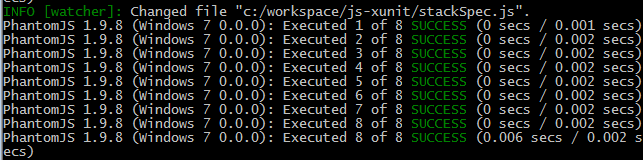 ecs)
INFO [watcher]: Changed file "c:/workspace/js-xunit/stackSpec.js".
PhantomJS 1.9.8 (Windows 7 0.0.0): Executed 1 of 8 SUCCESS (0 secs / 0.001 secs)
PhantomJS 1.9.8 (Windows 7 0.0.0): Executed 2 of 8 SUCCESS (0 secs / 0.002 secs)
PhantomJS 1.9.8 (Windows 7 0.0.0): Executed 3 of 8 SUCCESS (0 secs / 0.002 secs)
PhantomJS 1.9.8 (Windows 7 0.0.0): Executed 4 of 8 SUCCESS (0 secs / 0.002 secs)
PhantomJS 1.9.8 (Windows 7 0.0.0): Executed 5 of 8 SUCCESS (0 secs / 0.002 secs)
PhantomJS 1.9.8 (Windows 7 0.0.0): Executed 6 of 8 SUCCESS (0 secs / 0.002 secs)
PhantomJS 1.9.8 (Windows 7 0.0.0): Executed 7 of 8 SUCCESS (0 secs / 0.002 secs)
PhantomJS 1.9.8 (Windows 7 0.0.0): Executed 8 of 8 SUCCESS (0 secs / 0.002 secs)
PhantomJS 1.9.8 (Windows 7 0.0.0): Executed 8 of 8 SUCCESS (0.006 secs / 0.002 s
ecs)